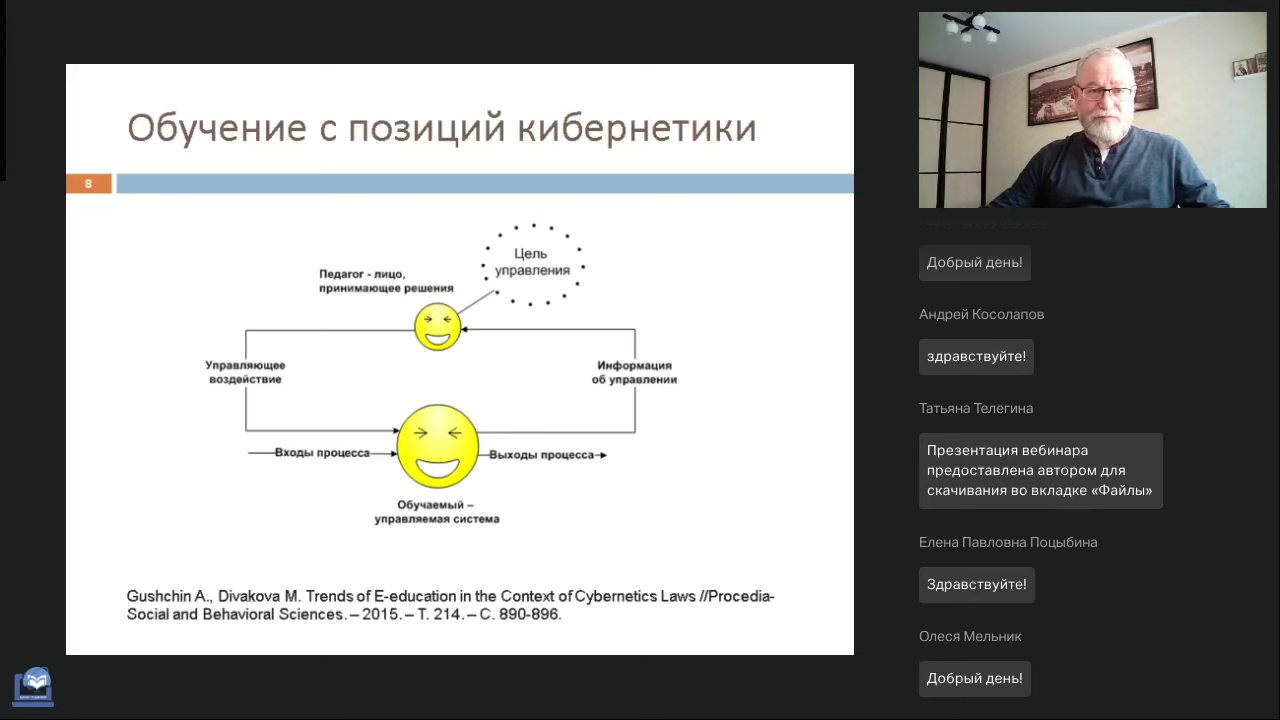 Обучение с позиций кибернетики
8
Цель
управления
Педагог - лицо,
принимающее решения
Управляющее
воздействие
Информация
об управлении
Входы процесса
Выходы процесса
Обучаемый –
управляемая система
Gushchin A., Divakova M. Trends of E-education in the Context of Cybernetics Laws //Procedia-
Social and Behavioral Sciences. – 2015. – Т. 214. – С. 890-896.
Добрый день!
Андрей Косолапов
здравствуйте!
Татьяна Телегина
Презентация вебинара
предоставлена автором для
скачивания во вкладке «Файлы»
Елена Павловна Поцыбина
Здравствуйте!
Олеся Мельник
Добрый день!